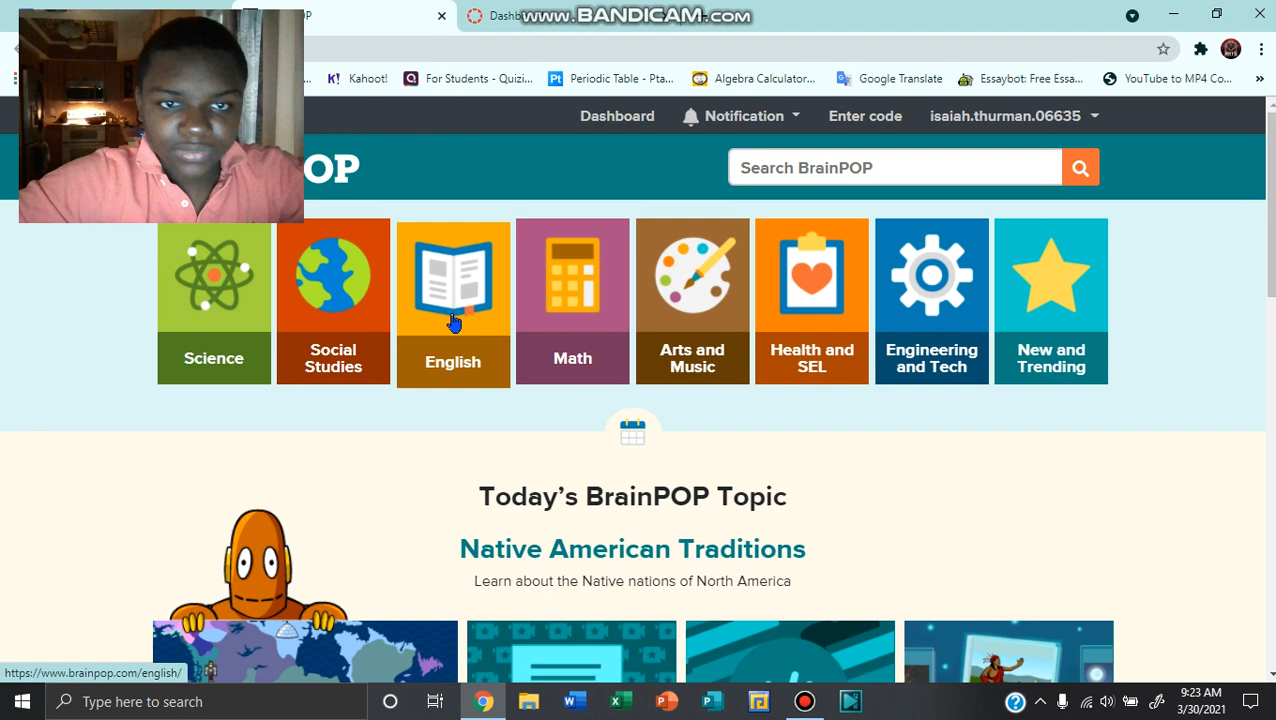 OP
Dashb
WWW.BANDICAM.COM
Kahoot!
For Students - Quizi...
Periodic Table - Pta...
Algebra Calculator...
Google Translate
Essaybot: Free Essa...
YouTube to MP4 Co...
Dashboard
Notification
Enter code
isaiah.thurman.06635
OP
Search BrainPOP
Science
Social Studies
English
Math
Arts and Music
Health and SEL
Engineering and Tech
New and Trending
Today's BrainPOP Topic
Native American Traditions
Learn about the Native nations of North America
https://www.brainpop.com/english/
Type here to search
9:23 AM
3/30/2021